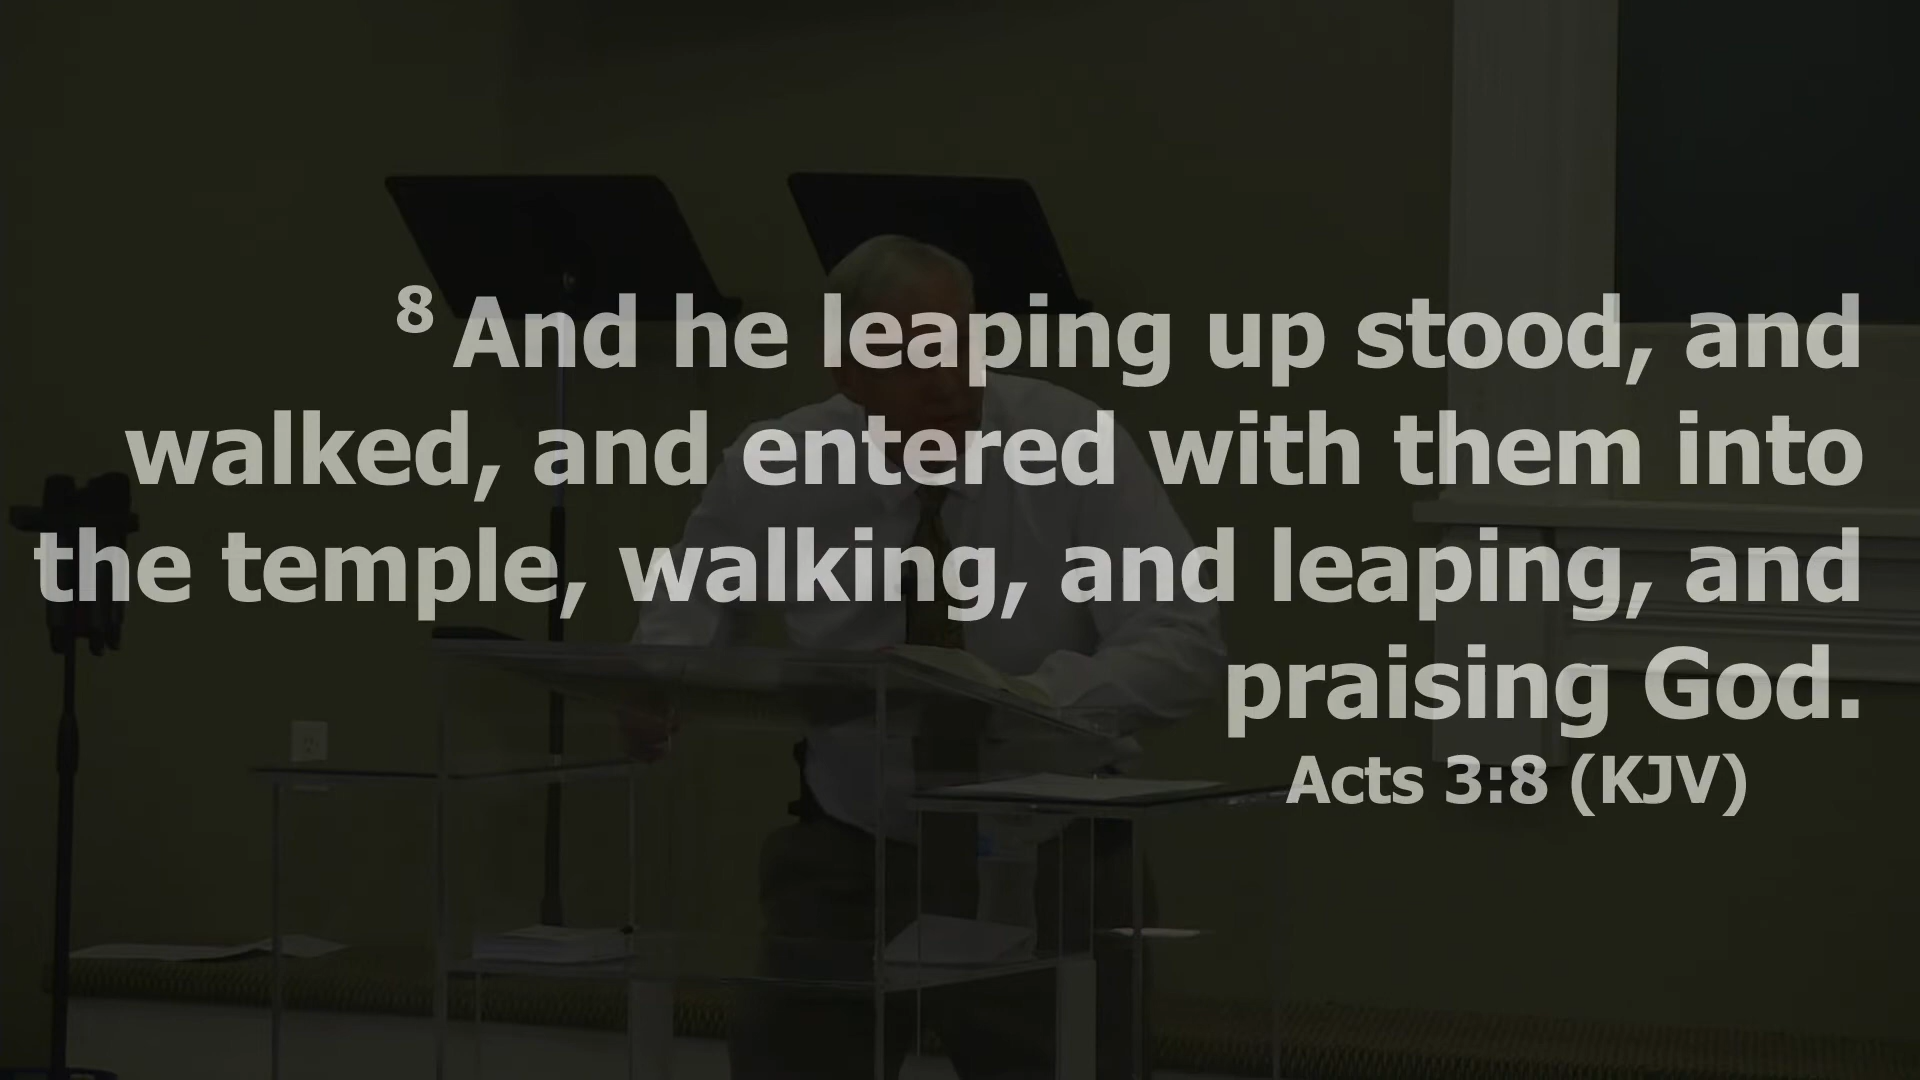 8 And he leaping up stood, and
walked, and entered with them into
the temple, walking, and leaping, and
praising God.
Acts 3:8 (KJV)